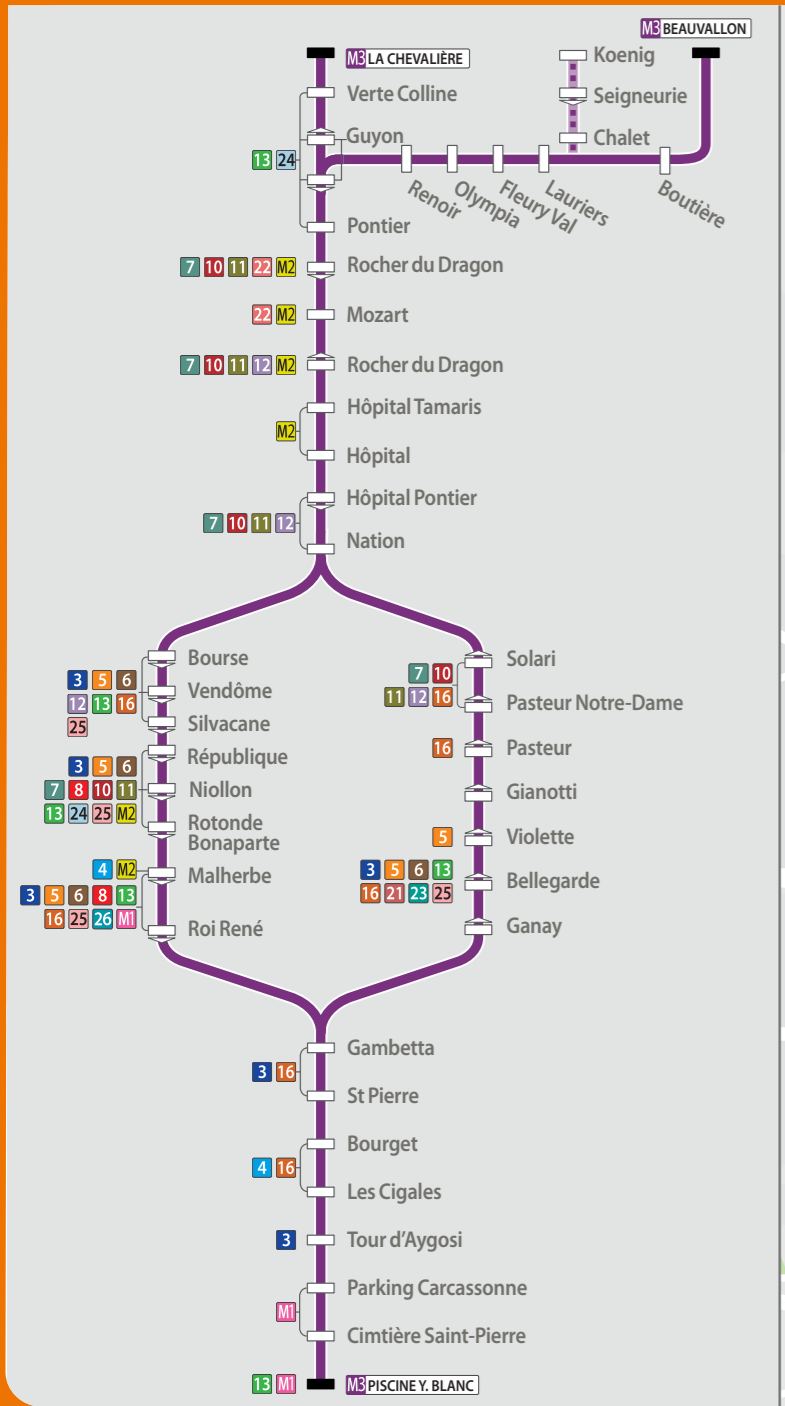 M3 BEAUVALLON
M3 LA CHEVALIÈRE
Koenig
Verte Colline
Seigneurie
Guyon
Chalet
13 24
Renoir
Olympia
Fleury Val
Lauriers
Boutière
Pontier
7 10 11 22 M2 Rocher du Dragon
22 M2 Mozart
7 10 11 12 M2 Rocher du Dragon
Hôpital Tamaris
M2
Hôpital
Hôpital Pontier
7 10 11 12
Nation
Bourse
3 5 6
Vendôme
12 13 16
Silvacane
25
République
3 5 6
Niollon
7 8 10 11
13 24 25 M2
Rotonde
Bonaparte
4 M2 Malherbe
3 5 6 8 13
16 25 26 M1
Roi René
Solari
7 10
11 12 16
Pasteur Notre-Dame
16 Pasteur
Gianotti
5 Violette
3 5 6 13
16 21 23 25
Bellegarde
Ganay
Gambetta
3 16
St Pierre
Bourget
4 16
Les Cigales
3 Tour d'Aygosi
Parking Carcassonne
M1
Cimtière Saint-Pierre
13 M1 M3 PISCINE Y. BLANC